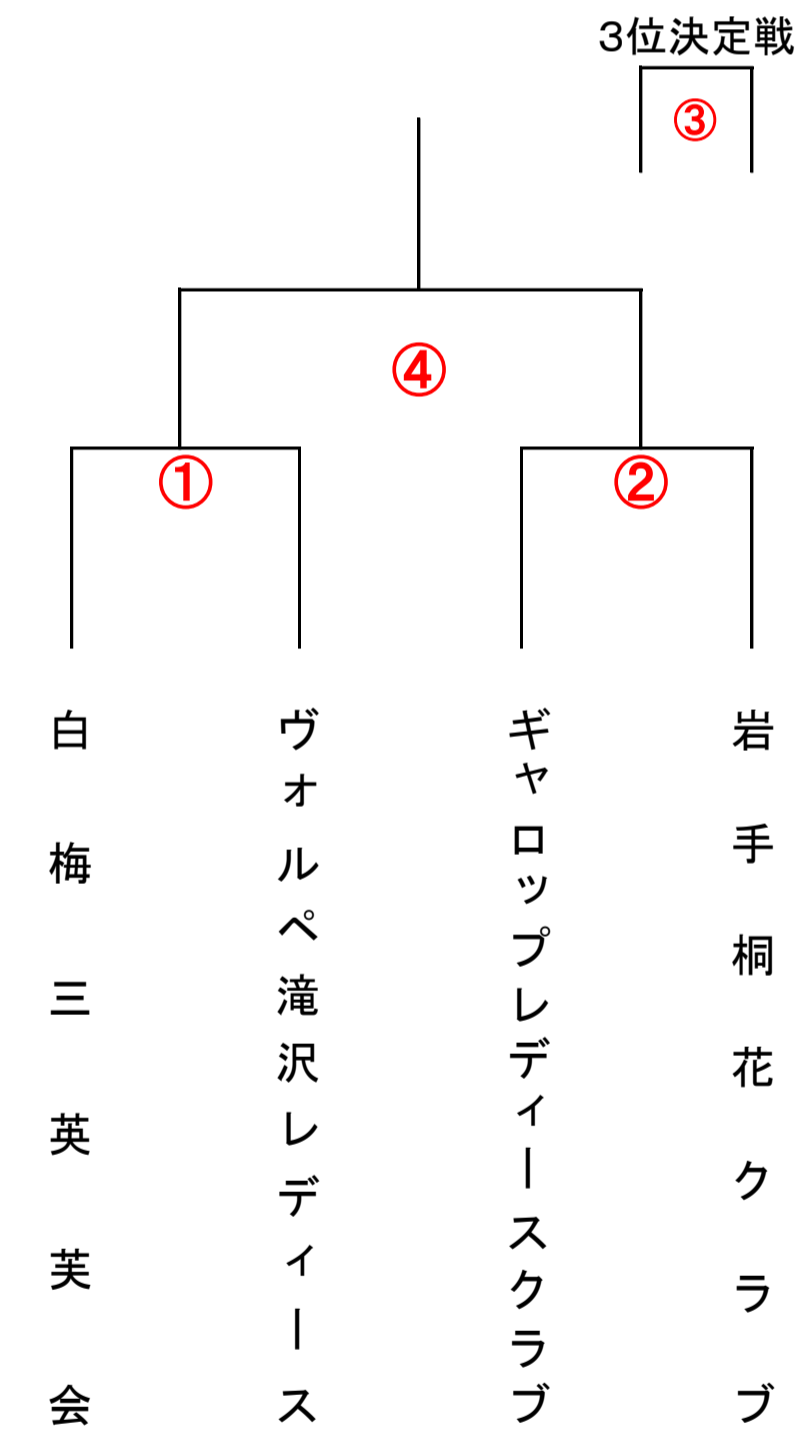 3位決定戦
③
④
①
②
白梅三英芙会
ヴォルペ滝沢レディース
ギャロップレディースクラブ
岩手桐花クラブ